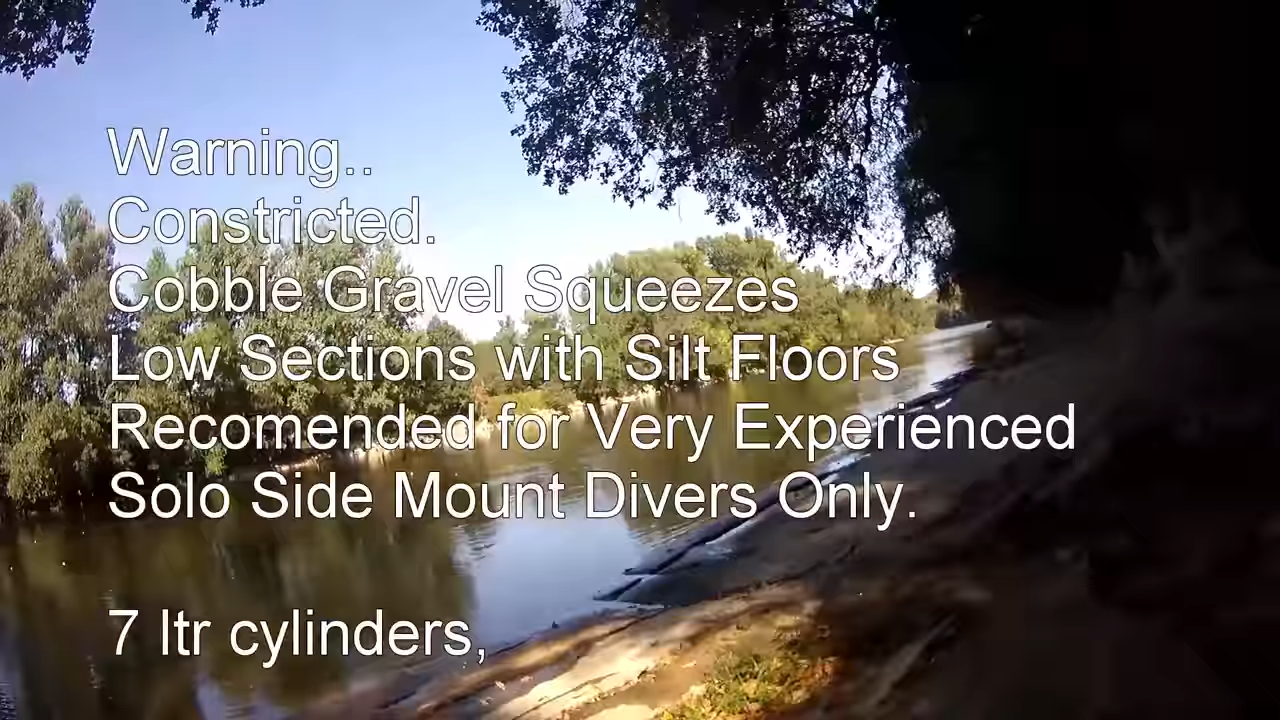 Warning..
Constricted.
Cobble Gravel Squeezes
Low Sections with Silt Floors
Recomended for Very Experienced
Solo Side Mount Divers Only.
7 ltr cylinders,